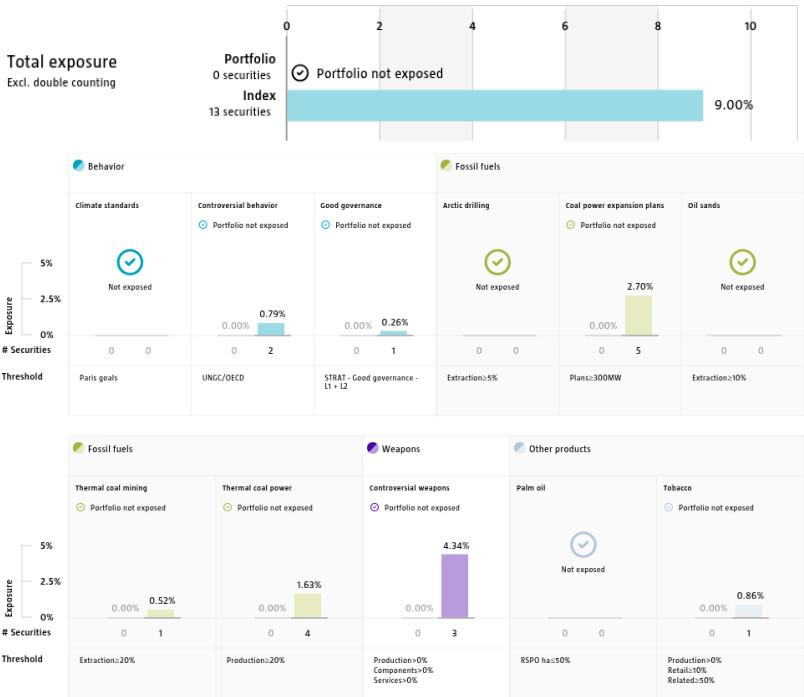 0 2 4 6 8 10
Total exposure
Excl. double counting
Portfolio
0 securities
Portfolio not exposed
Index
13 securities
9.00%
Behavior
Fossil fuels
Climate standards
Controversial behavior
Good governance
Arctic drilling
Coal power expansion plans
Oil sands
Portfolio not exposed
Portfolio not exposed
Portfolio not exposed
Not exposed
Not exposed
Not exposed
Exposure
5%
2.5%
0%
0.00% 0.79%
0.00% 0.26%
0.00% 2.70%
# Securities
0 0
0 2
0 1
0 0
0 5
0 0
Threshold
Paris goals
UNGC/OECD
STRAT - Good governance -
L1 + L2
Extraction≥5%
Plans≥300MW
Extraction≥10%
Fossil fuels
Weapons
Other products
Thermal coal mining
Thermal coal power
Controversial weapons
Palm oil
Tobacco
Portfolio not exposed
Portfolio not exposed
Portfolio not exposed
Portfolio not exposed
Not exposed
Exposure
5%
2.5%
0%
0.00% 0.52%
0.00% 1.63%
0.00% 4.34%
0.00% 0.86%
# Securities
0 1
0 4
0 3
0 0
0 1
Threshold
Extraction≥20%
Production≥20%
Production>0%
Components>0%
Services>0%
RSPO ha≤50%
Production>0%
Retail≥10%
Related≥50%